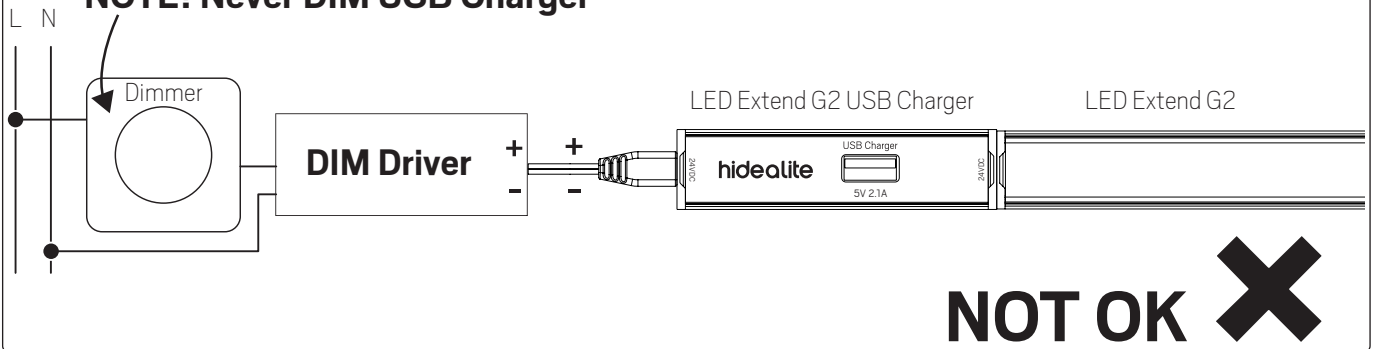 NOTE: Never DIM USB Charger
L N
Dimmer
LED Extend G2 USB Charger
LED Extend G2
DIM Driver
+
-
+
-
24VDC
hidealite
USB Charger
5V 2.1A
24VDC
NOT OK